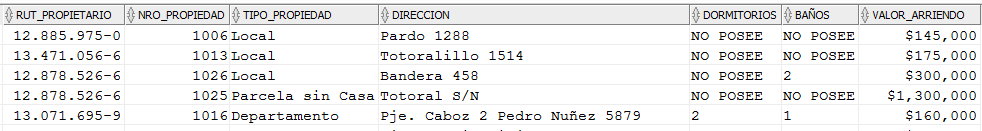 RUT_PROPIETARIO NRO_PROPIEDAD TIPO_PROPIEDAD DIRECCION DORMITORIOS BAÑOS VALOR_ARRIENDO
12.885.975-0 1006 Local Pardo 1288 NO POSEE NO POSEE $145,000
13.471.056-6 1013 Local Totoralillo 1514 NO POSEE NO POSEE $175,000
12.878.526-6 1026 Local Bandera 458 NO POSEE 2 $300,000
12.878.526-6 1025 Parcela sin Casa Totoral S/N NO POSEE NO POSEE $1,300,000
13.071.695-9 1016 Departamento Pje. Caboz 2 Pedro Nuñez 5879 2 1 $160,000